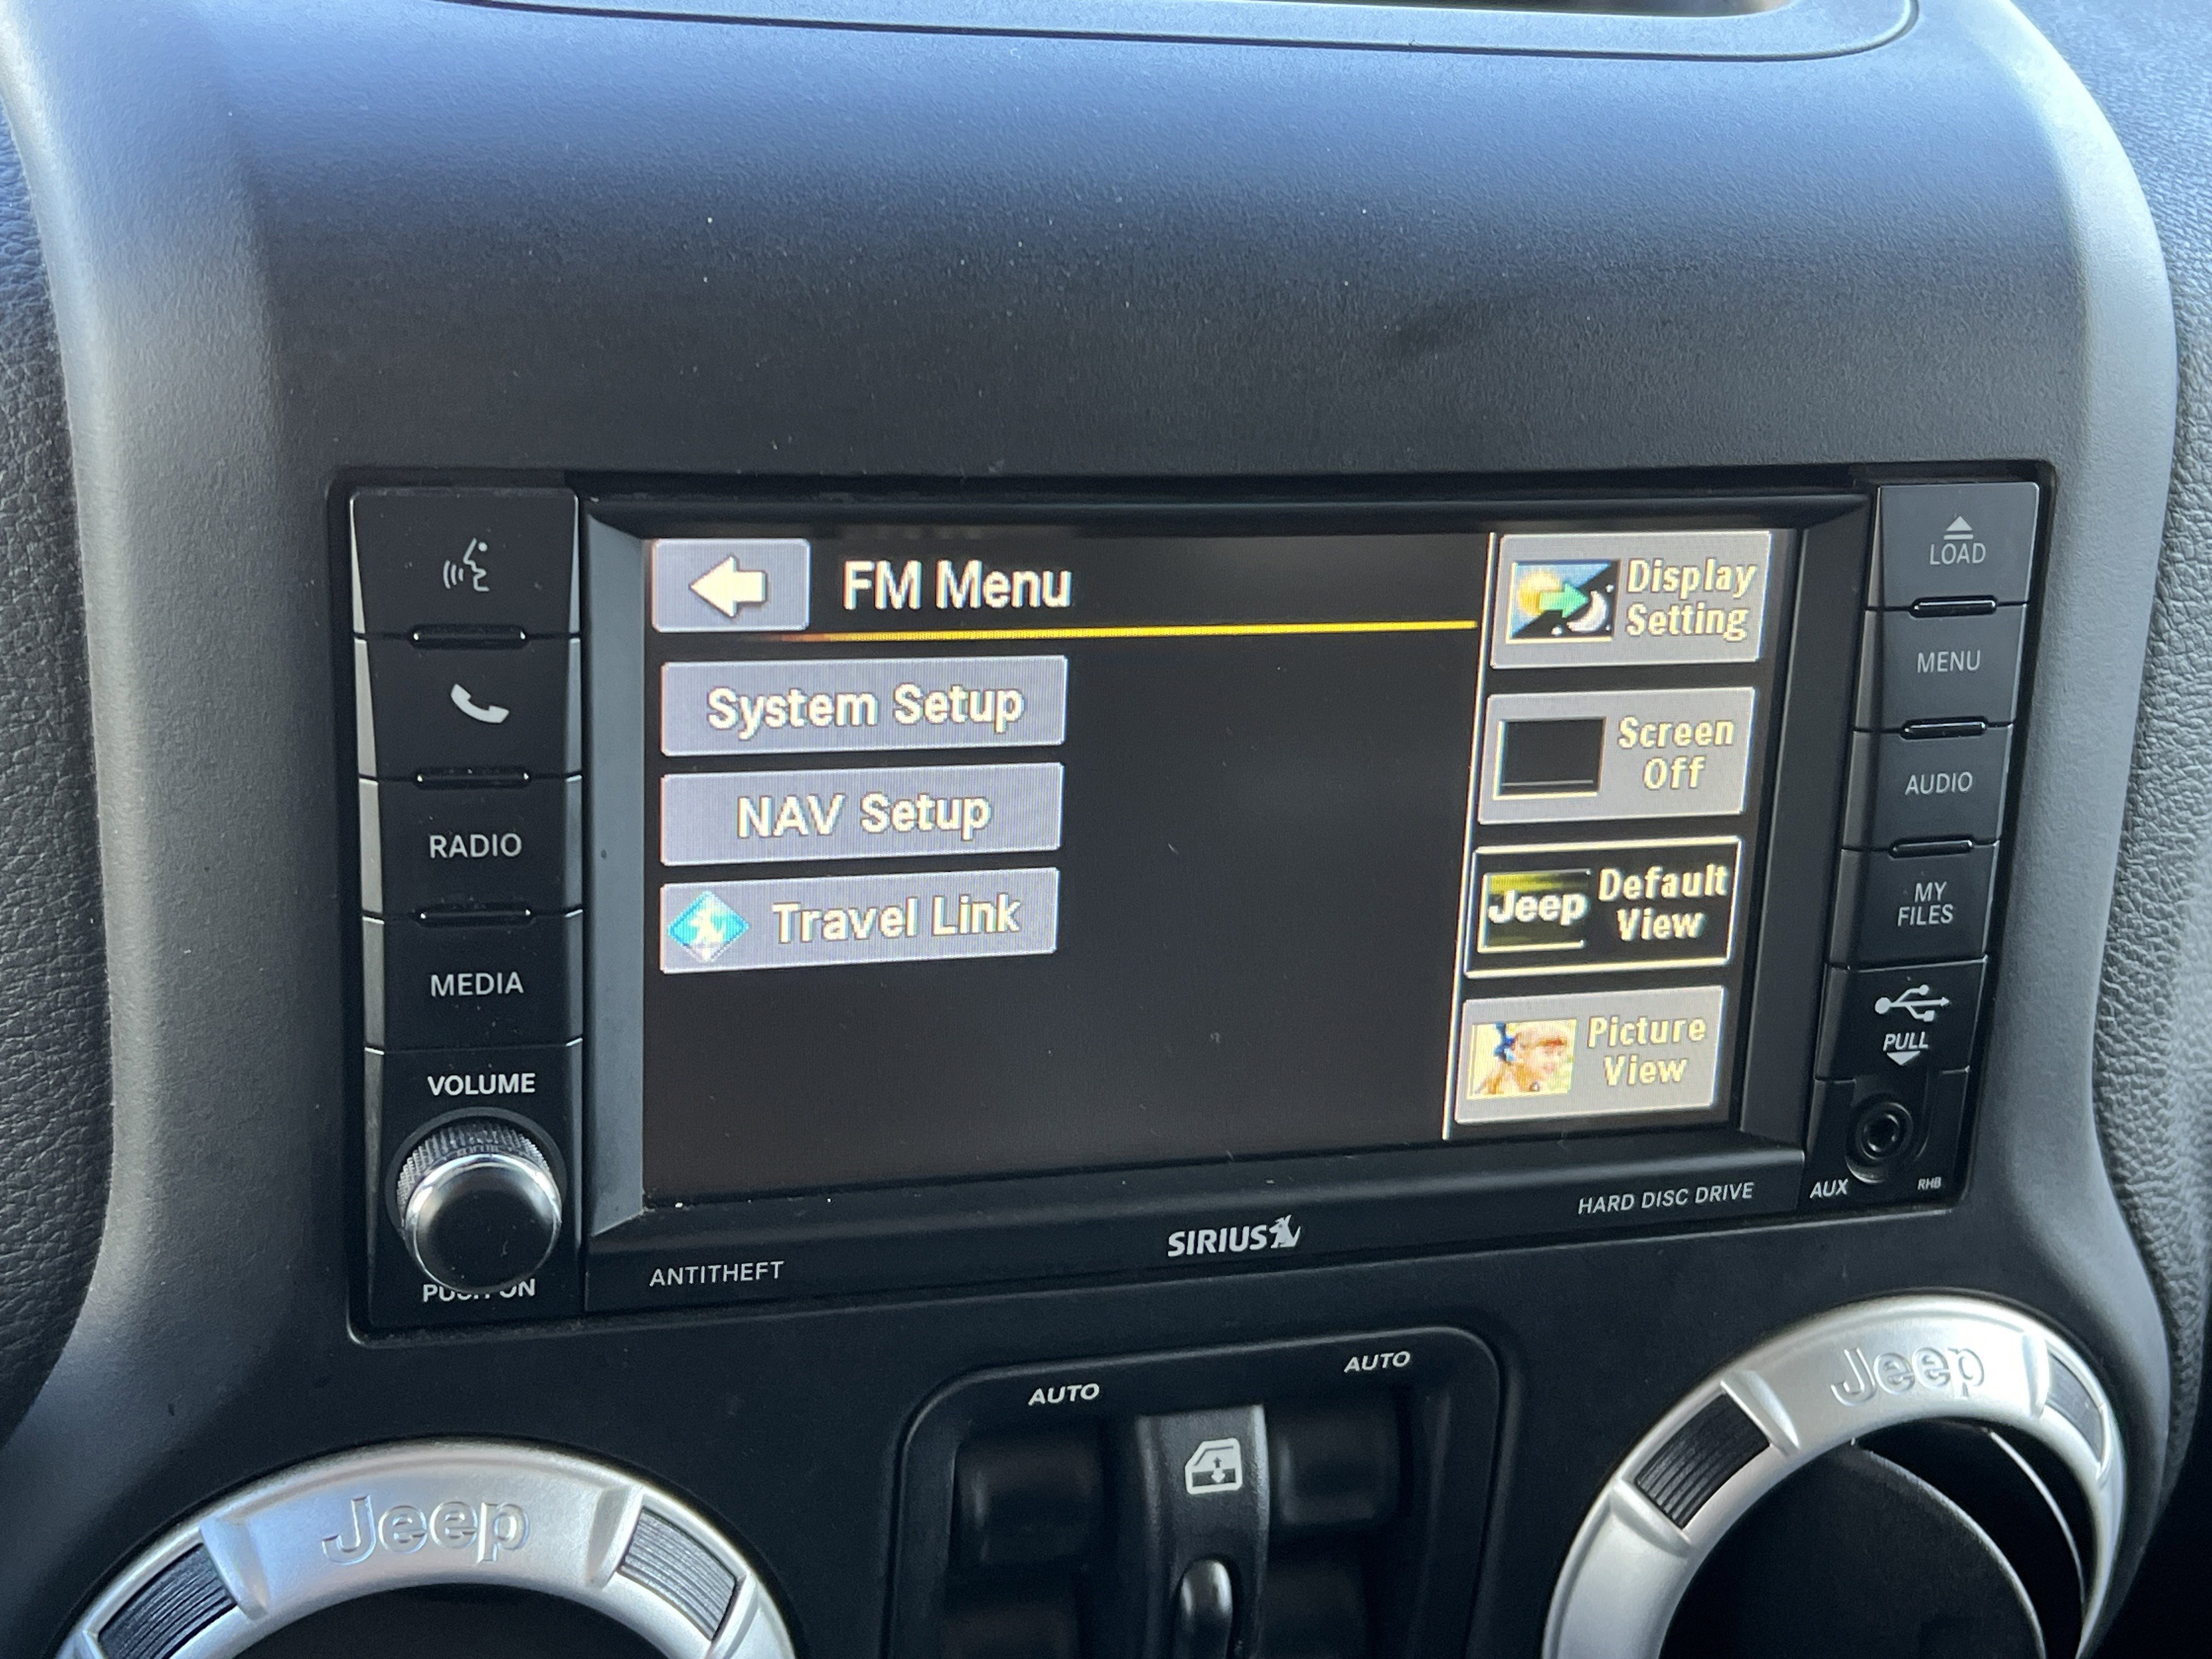 LOAD
MENU
AUDIO
MY
FILES
PULL
AUX
RHB
RADIO
MEDIA
VOLUME
ANTITHEFT
SIRIUS
HARD DISC DRIVE
FM Menu
System Setup
NAV Setup
Travel Link
Display
Setting
Screen
Off
Jeep
Default
View
Picture
View
AUTO
AUTO
Jeep
Jeep